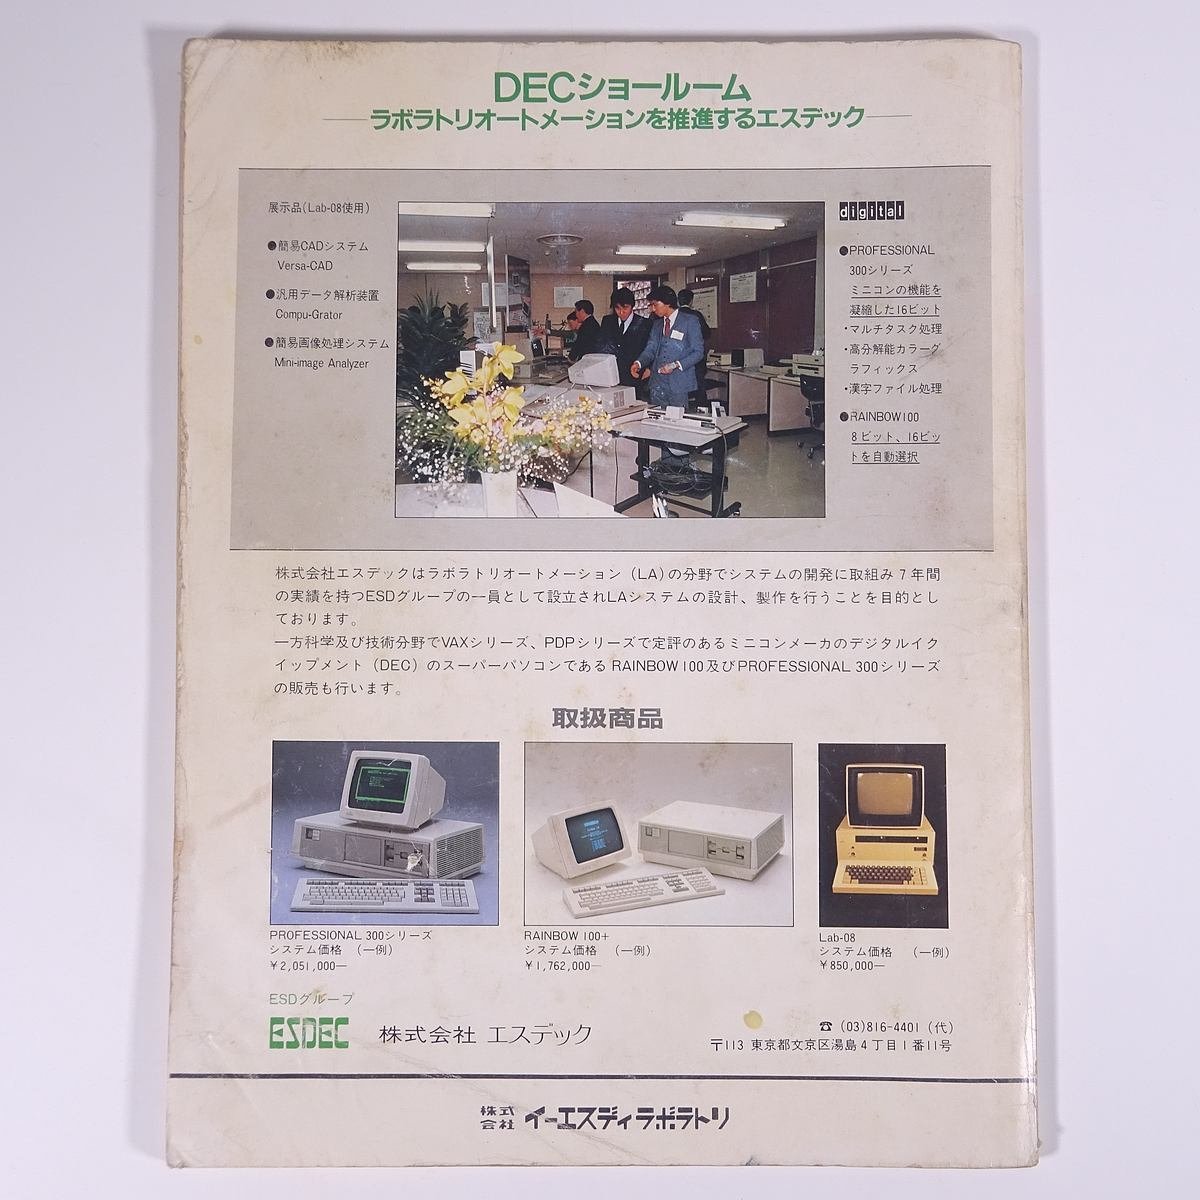 DECショールーム
ラボラトリオートメーションを推進するエスデック
展示品(Lab-08使用)
●簡易CADシステム
Versa-CAD
●汎用データ解析装置
Compu-Grator
●簡易画像処理システム
Mini-image Analyzer
digital
●PROFESSIONAL
300シリーズ
ミニコンの機能を
凝縮した16ビット
・マルチタスク処理
・高分解能カラーグ
ラフィックス
・漢字ファイル処理
●RAINBOW100
8ビット、16ビッ
トを自動選択
株式会社エスデックはラボラトリオートメーション(LA)の分野でシステムの開発に取組み7年間
の実績を持つESDグループの一員として設立されLAシステムの設計、製作を行うことを目的とし
ております。
一方科学及び技術分野でVAXシリーズ、PDPシリーズで定評のあるミニコンメーカのデジタルイク
イップメント(DEC)のスーパーパソコンであるRAINBOW100及びPROFESSIONAL 300シリーズ
の販売も行います。
取扱商品
PROFESSIONAL 300シリーズ
システム価格 (一例)
¥2,051,000—
RAINBOW 100+
システム価格 (一例)
¥1,762,000—
Lab-08
システム価格 (一例)
¥850,000—
ESDグループ
ESDEC 株式会社 エスデック
☎(03)816-4401(代)
〒113 東京都文京区湯島4丁目1番11号
株式会社 イーエスディラボラトリ